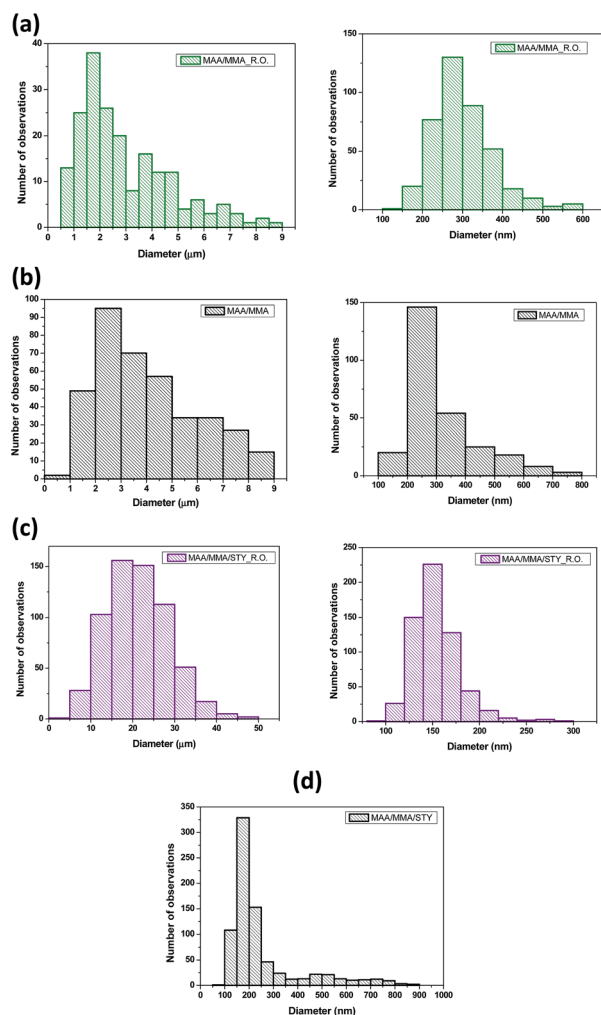 (a)
40
30
20
10
0
Number of observations
MAA/MMA_R.O.
0 1 2 3 4 5 6 7 8 9
Diameter (µm)
150
100
50
0
Number of observations
MAA/MMA_R.O.
100 200 300 400 500 600
Diameter (nm)
(b)
100
90
80
70
60
50
40
30
20
10
0
Number of observations
MAA/MMA
0 1 2 3 4 5 6 7 8 9
Diameter (µm)
150
100
50
0
Number of observations
MAA/MMA
100 200 300 400 500 600 700 800
Diameter (nm)
(c)
150
100
50
0
Number of observations
MAA/MMA/STY_R.O.
0 10 20 30 40 50
Diameter (µm)
250
200
150
100
50
0
Number of observations
MAA/MMA/STY_R.O.
100 150 200 250 300
Diameter (nm)
(d)
350
300
250
200
150
100
50
0
Number of observations
MAA/MMA/STY
100 200 300 400 500 600 700 800 900 1000
Diameter (nm)